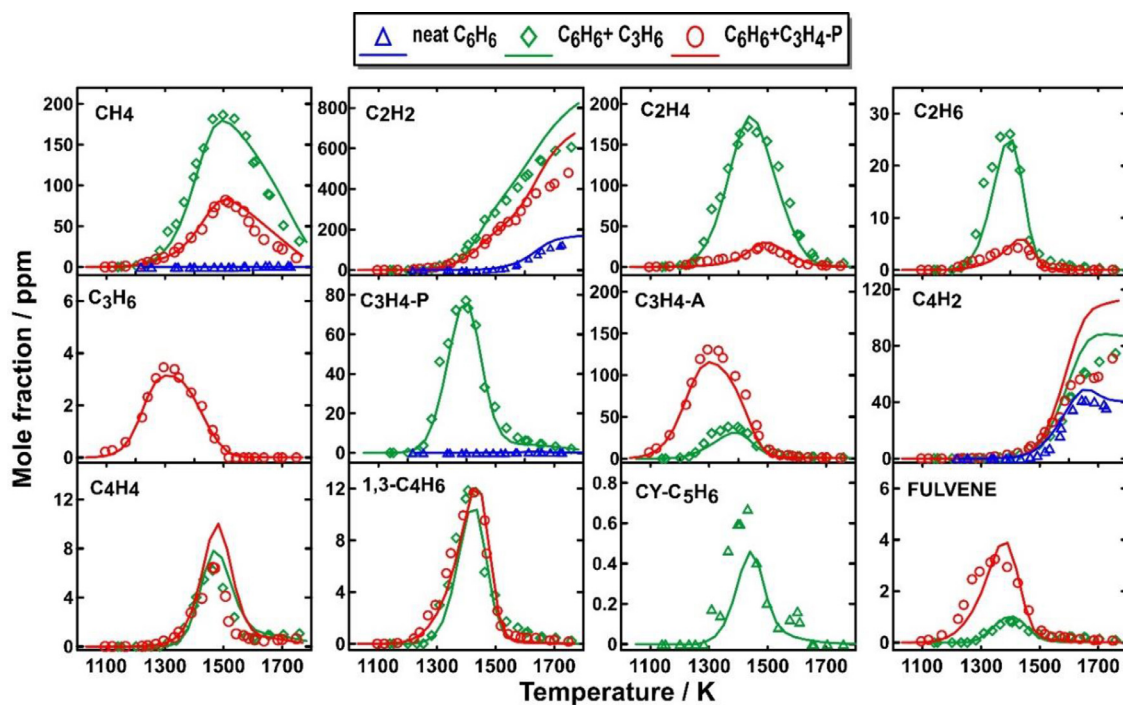 neat C6H6 C6H6+ C3H6 C6H6+C3H4-P
CH4 C2H2 C2H4 C2H6
200 800 200 30
150 600 150
100 400 100 20
50 200 50 10
0 0 0 0
C3H6 C3H4-P C3H4-A C4H2
6 80 200 120
4 60 150 80
40 100
2 20 50 40
0 0 0 0
C4H4 1,3-C4H6 CY-C5H6 FULVENE
12 12 0.8 6
8 8 0.6 4
0.4
4 4 0.2 2
0 0 0 0
1100 1300 1500 1700 1100 1300 1500 1700 1100 1300 1500 1700 1100 1300 1500 1700
Temperature / K
Mole fraction / ppm